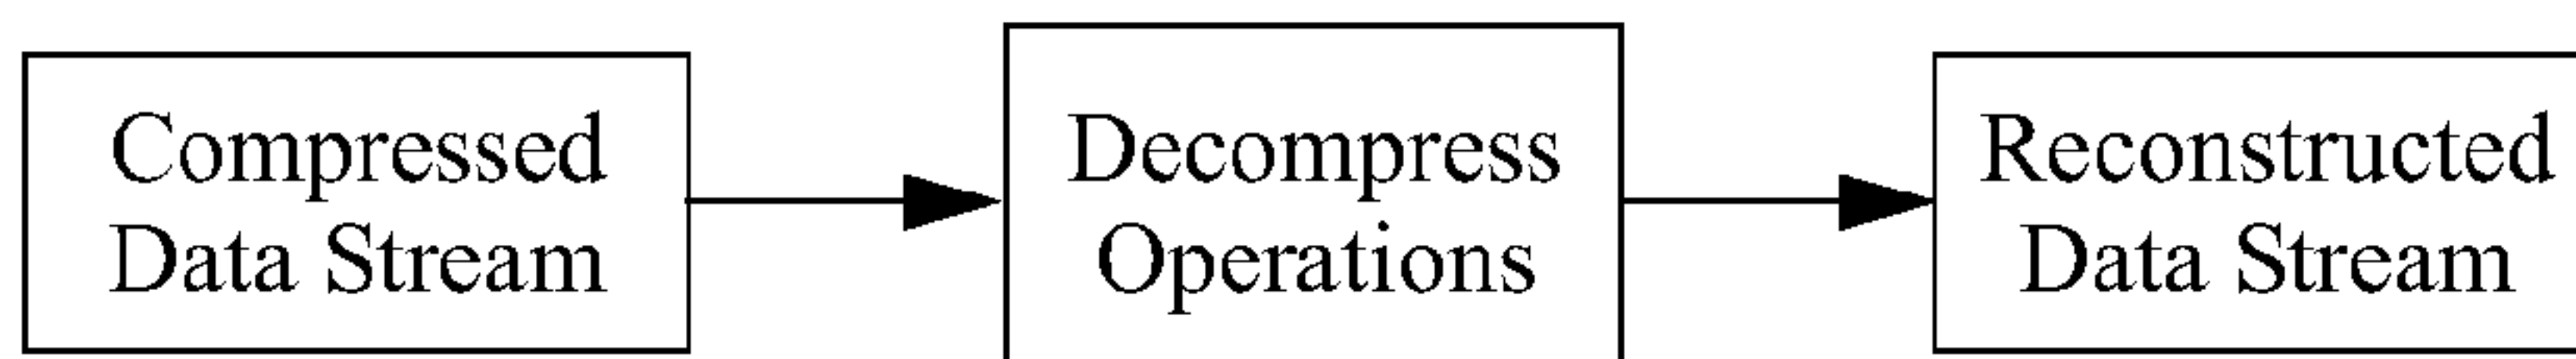 Compressed
Data Stream
Decompress
Operations
Reconstructed
Data Stream